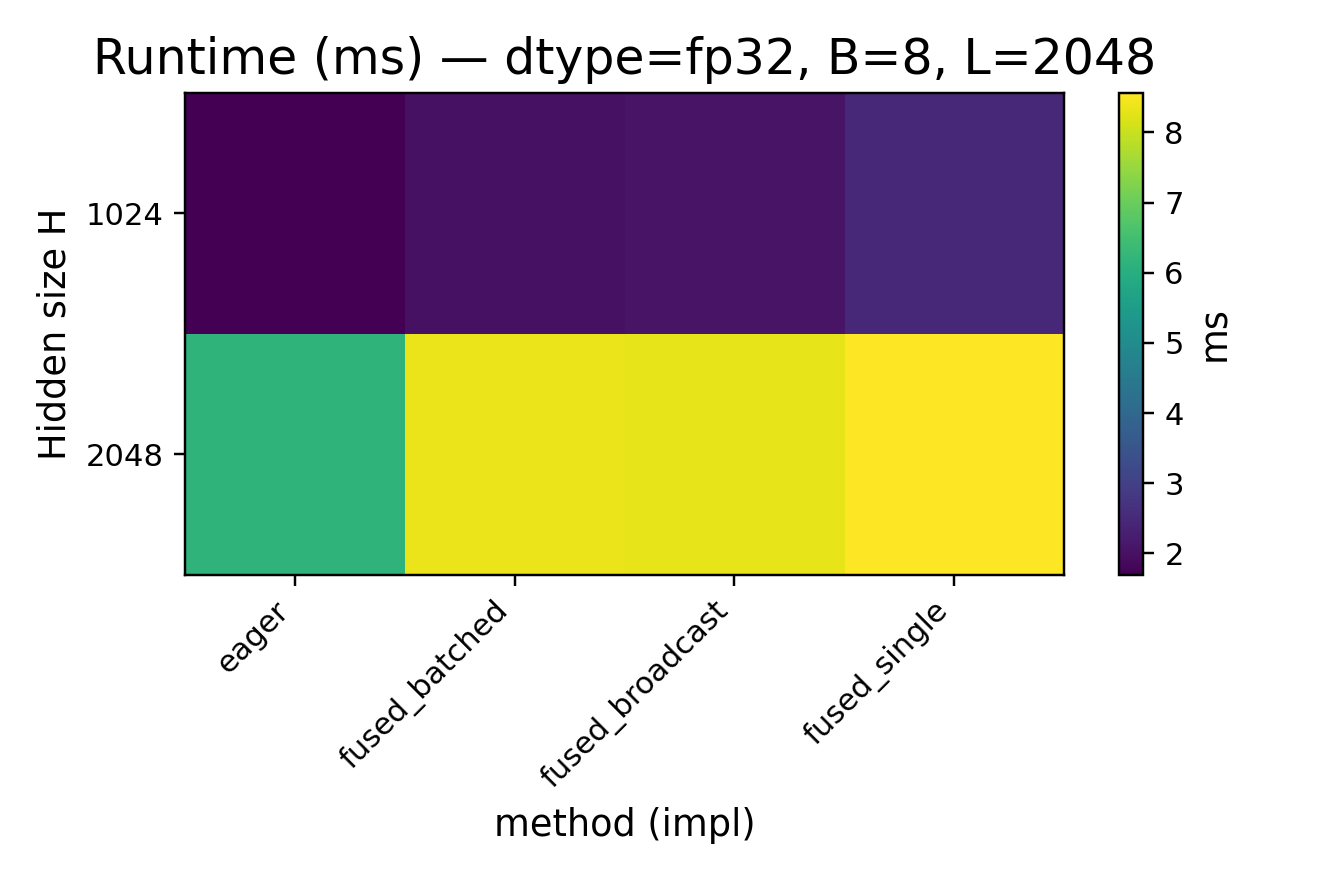 Runtime (ms) — dtype=fp32, B=8, L=2048
Hidden size H
1024
2048
eager
fused_batched
fused_broadcast
fused_single
method (impl)
8
7
6
5
4
3
2
ms